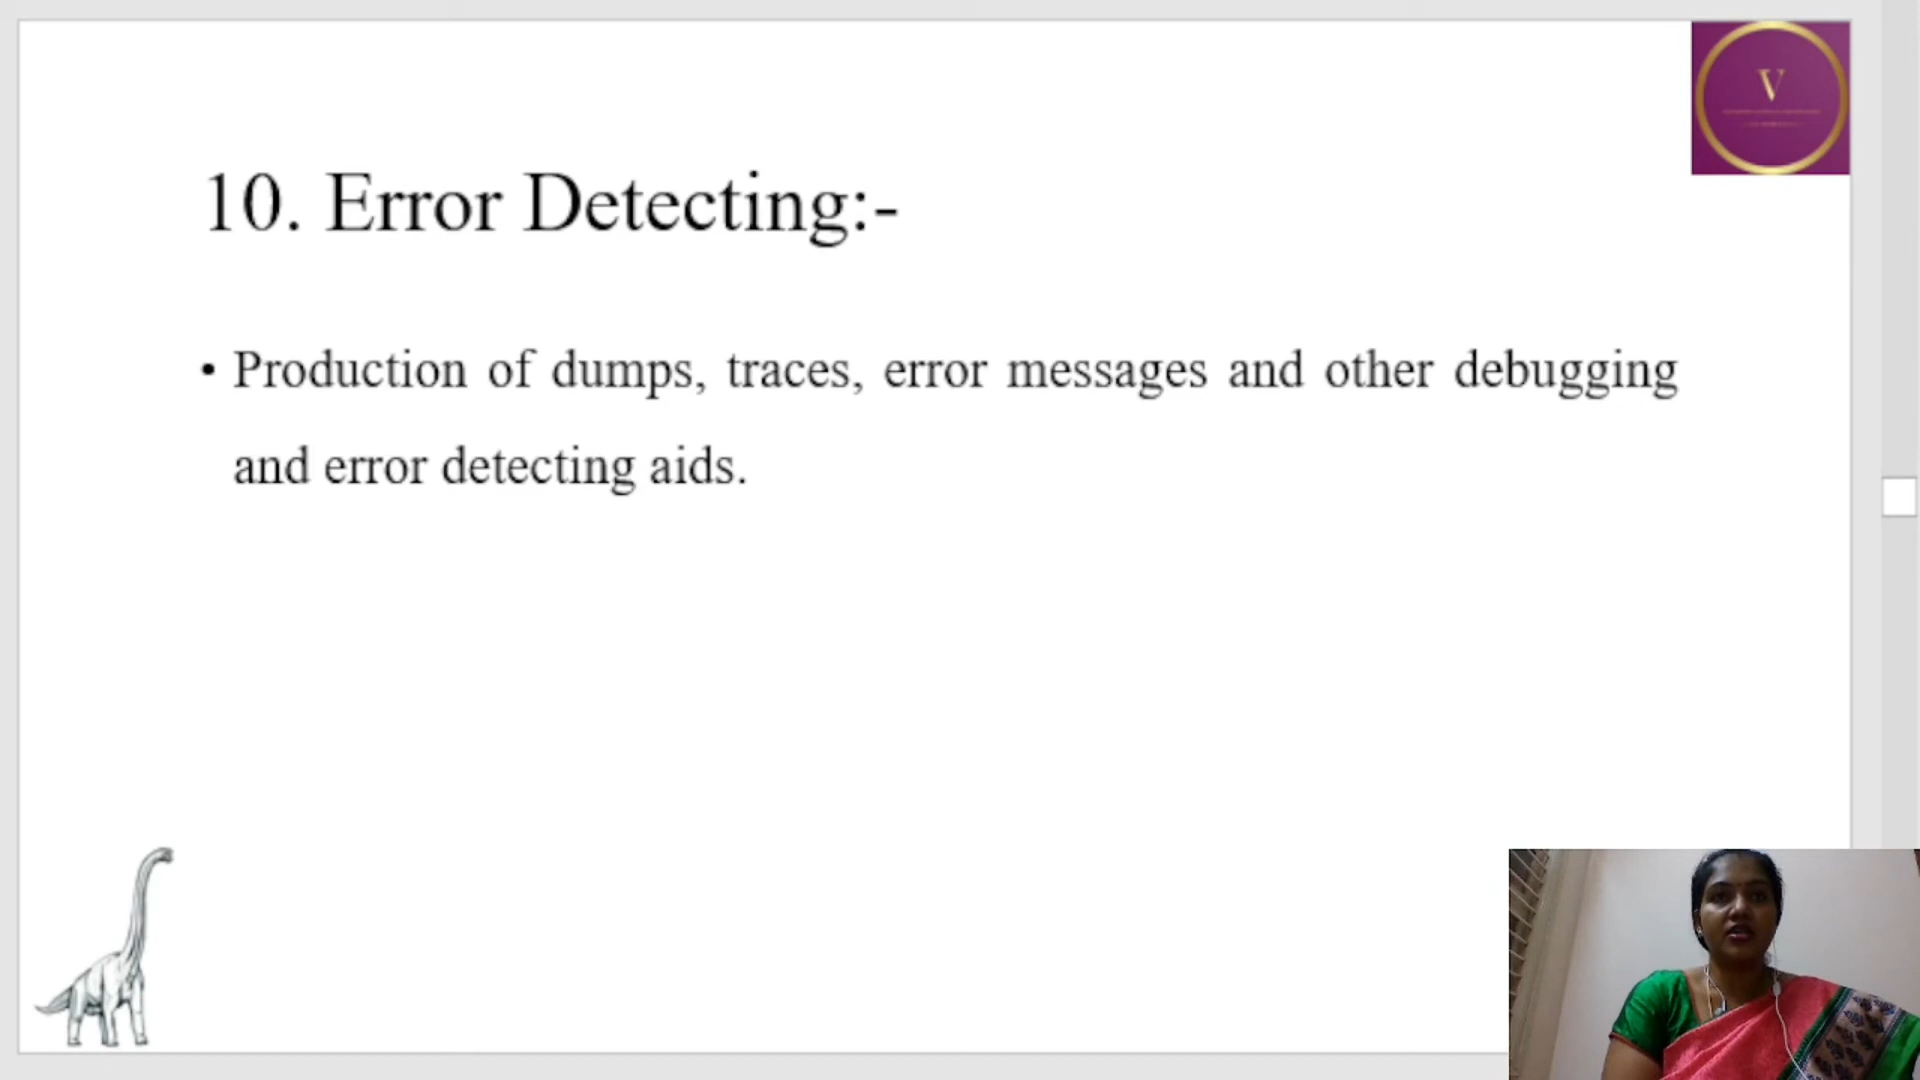 V
10. Error Detecting:-
• Production of dumps, traces, error messages and other debugging
and error detecting aids.